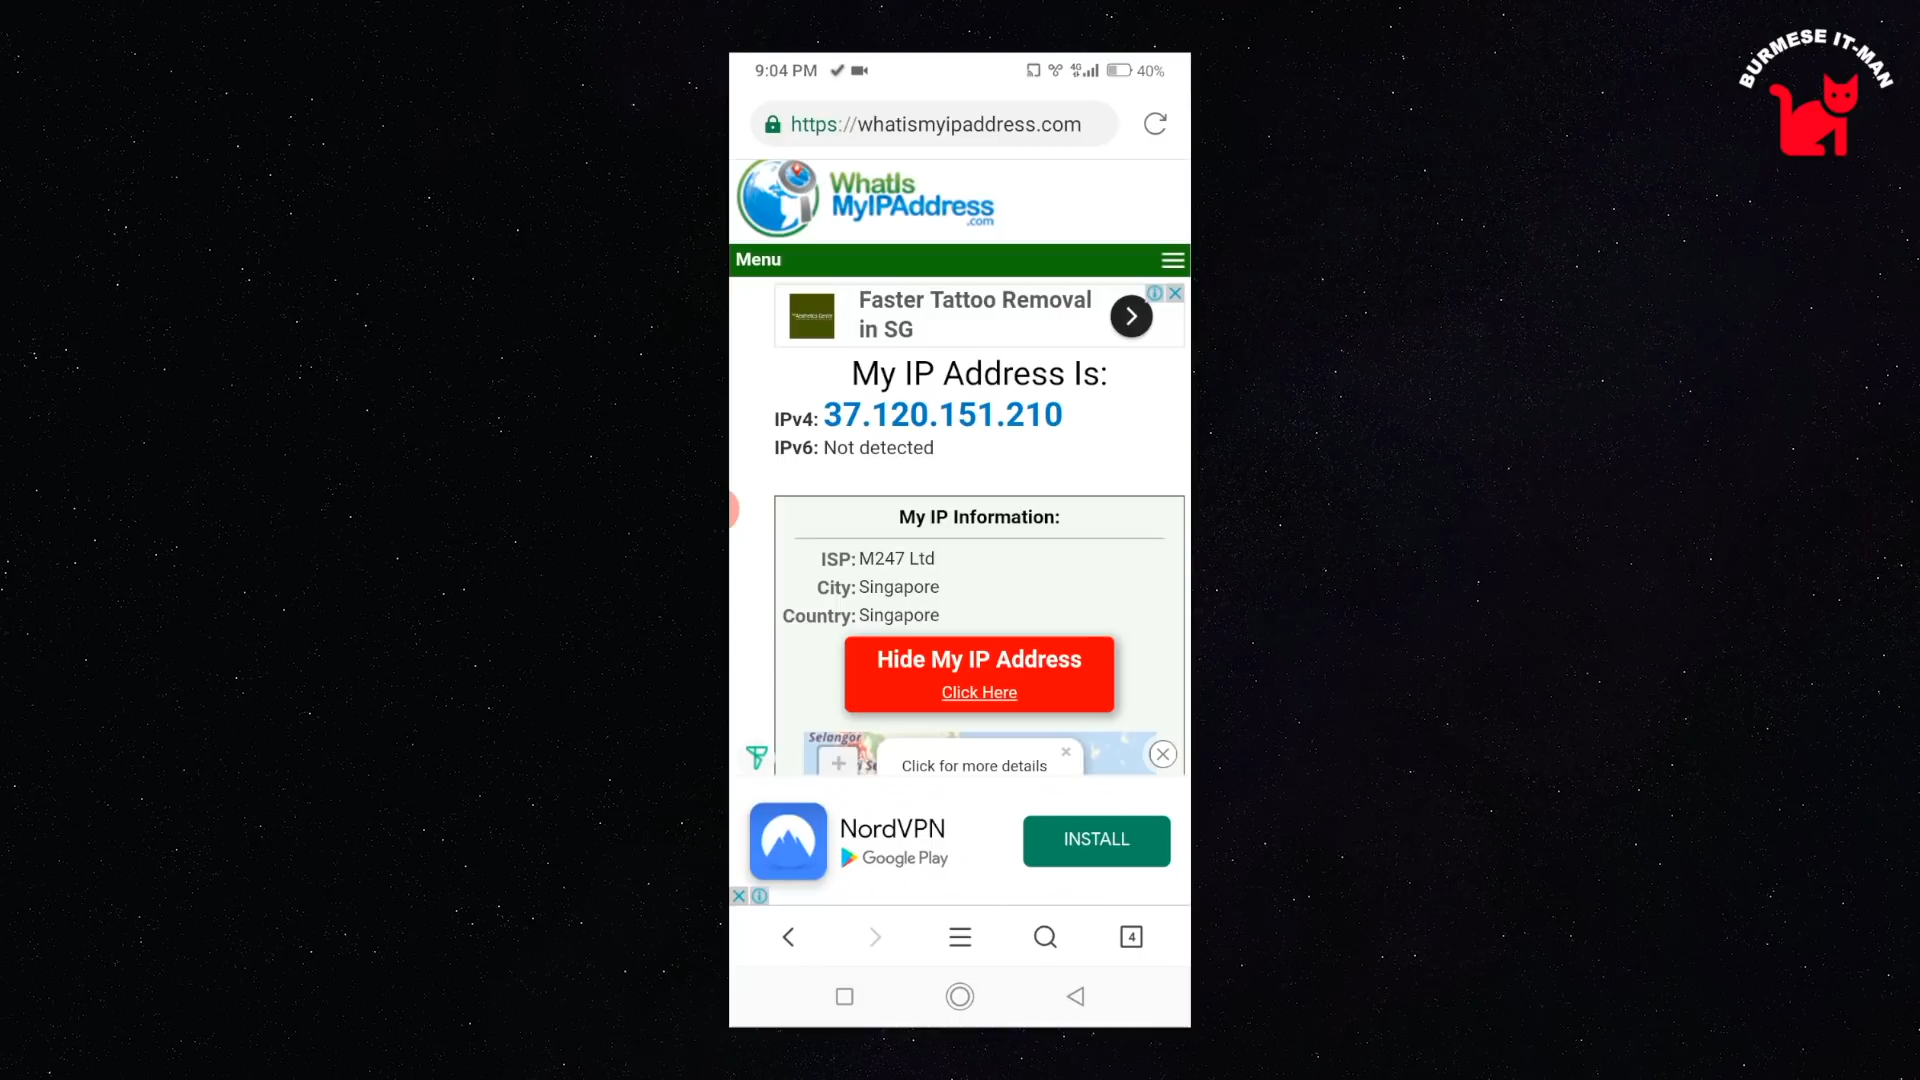 BURMESE IT-MAN
9:04 PM
4G
40%
https://whatismyipaddress.com
WhatIs
MyIPAddress
.com
Menu
Faster Tattoo Removal
in SG
My IP Address Is:
IPv4: 37.120.151.210
IPv6: Not detected
My IP Information:
ISP: M247 Ltd
City: Singapore
Country: Singapore
Hide My IP Address
Click Here
Selangor
+
×
Click for more details
NordVPN
Google Play
INSTALL
4